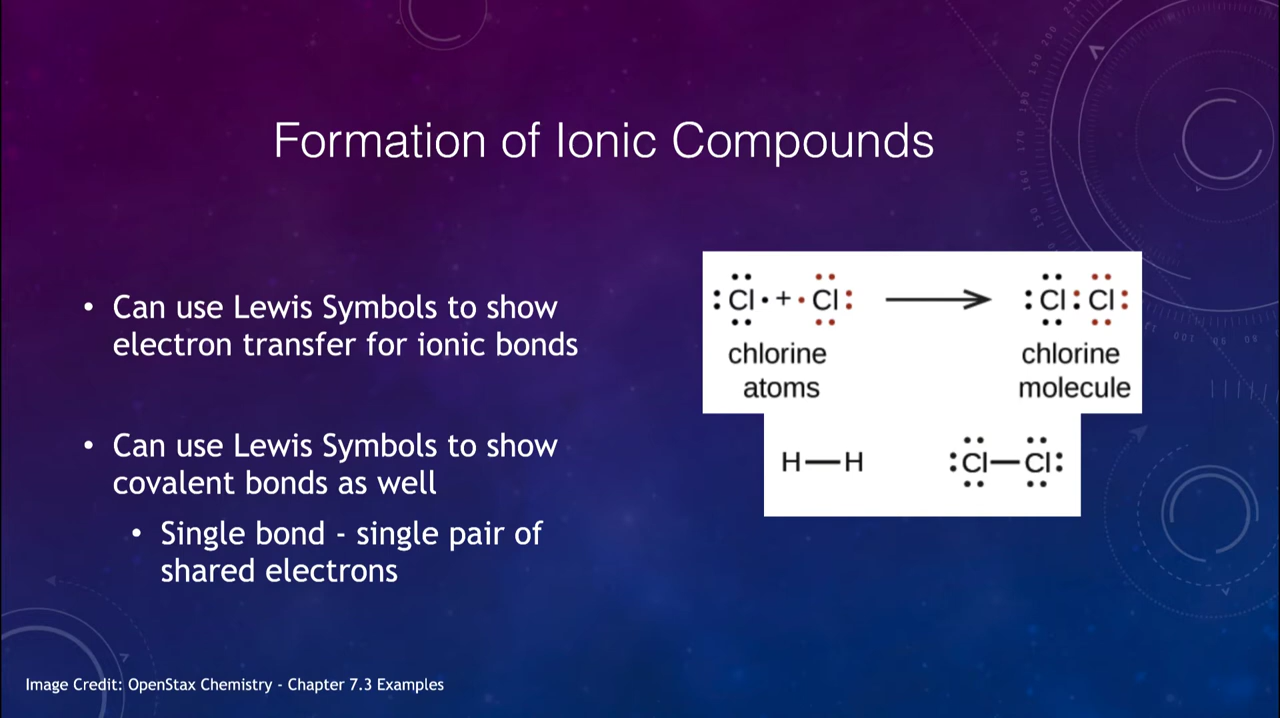 Formation of Ionic Compounds
• Can use Lewis Symbols to show
electron transfer for ionic bonds
• Can use Lewis Symbols to show
covalent bonds as well
• Single bond - single pair of
shared electrons
Cl + Cl Cl Cl
chlorine chlorine
atoms molecule
H—H Cl—Cl
Image Credit: OpenStax Chemistry - Chapter 7.3 Examples